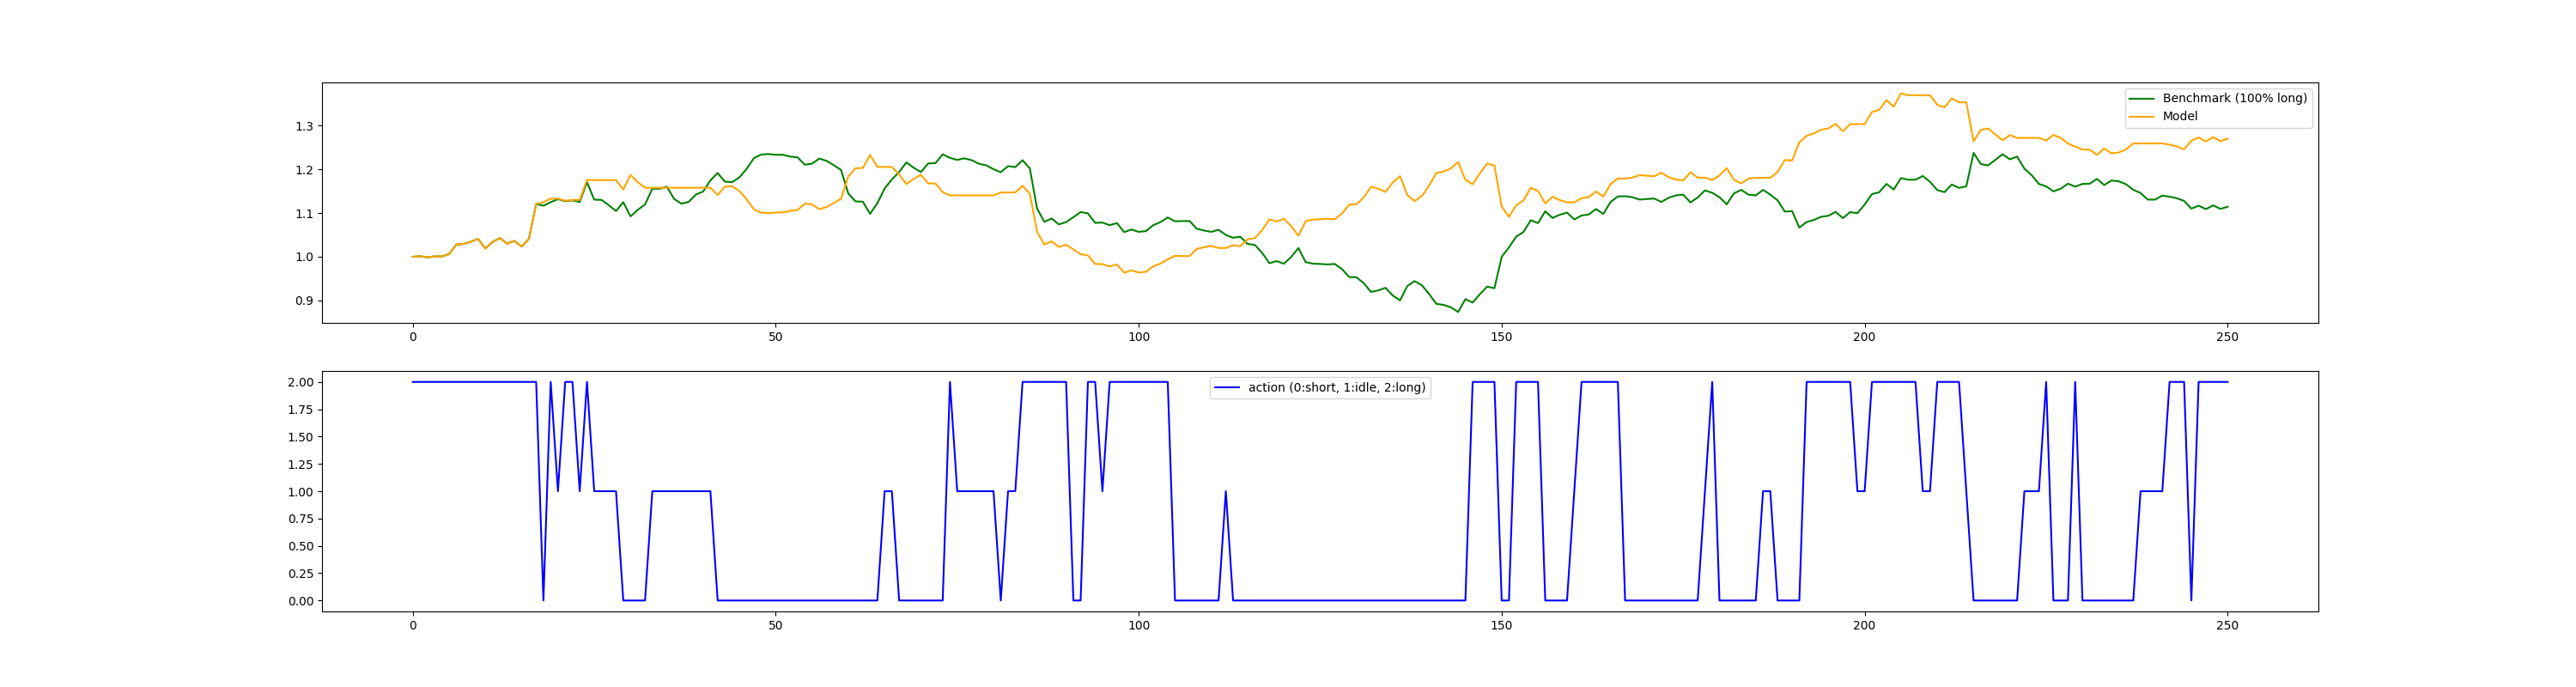 Benchmark (100% long)
Model
1.3
1.2
1.1
1.0
0.9
0 50 100 150 200 250
action (0:short, 1:idle, 2:long)
2.00
1.75
1.50
1.25
1.00
0.75
0.50
0.25
0.00
0 50 100 150 200 250